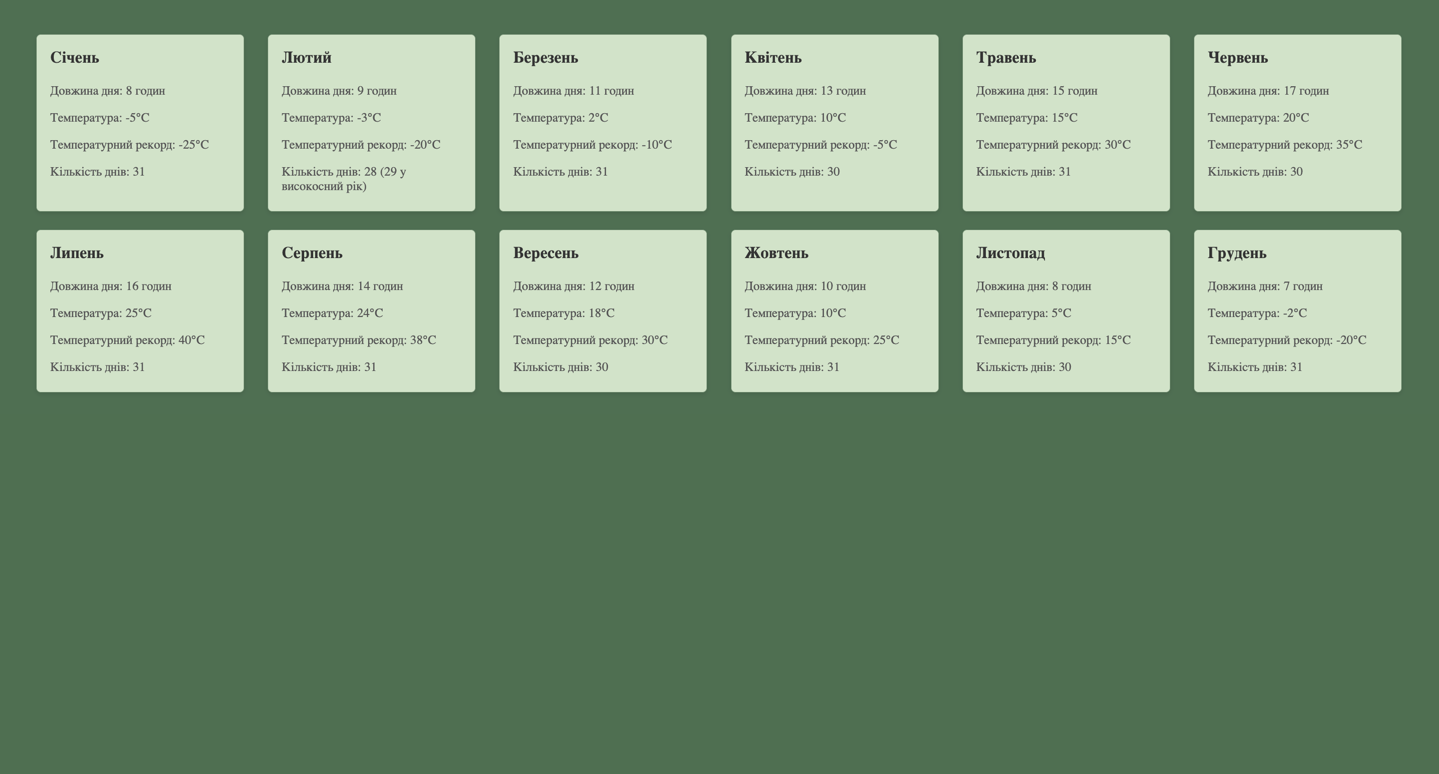 Січень
Довжина дня: 8 годин
Температура: -5°C
Температурний рекорд: -25°C
Кількість днів: 31
Лютий
Довжина дня: 9 годин
Температура: -3°C
Температурний рекорд: -20°C
Кількість днів: 28 (29 у
високосний рік)
Березень
Довжина дня: 11 годин
Температура: 2°C
Температурний рекорд: -10°C
Кількість днів: 31
Квітень
Довжина дня: 13 годин
Температура: 10°C
Температурний рекорд: -5°C
Кількість днів: 30
Травень
Довжина дня: 15 годин
Температура: 15°C
Температурний рекорд: 30°C
Кількість днів: 31
Червень
Довжина дня: 17 годин
Температура: 20°C
Температурний рекорд: 35°C
Кількість днів: 30
Липень
Довжина дня: 16 годин
Температура: 25°C
Температурний рекорд: 40°C
Кількість днів: 31
Серпень
Довжина дня: 14 годин
Температура: 24°C
Температурний рекорд: 38°C
Кількість днів: 31
Вересень
Довжина дня: 12 годин
Температура: 18°C
Температурний рекорд: 30°C
Кількість днів: 30
Жовтень
Довжина дня: 10 годин
Температура: 10°C
Температурний рекорд: 25°C
Кількість днів: 31
Листопад
Довжина дня: 8 годин
Температура: 5°C
Температурний рекорд: 15°C
Кількість днів: 30
Грудень
Довжина дня: 7 годин
Температура: -2°C
Температурний рекорд: -20°C
Кількість днів: 31